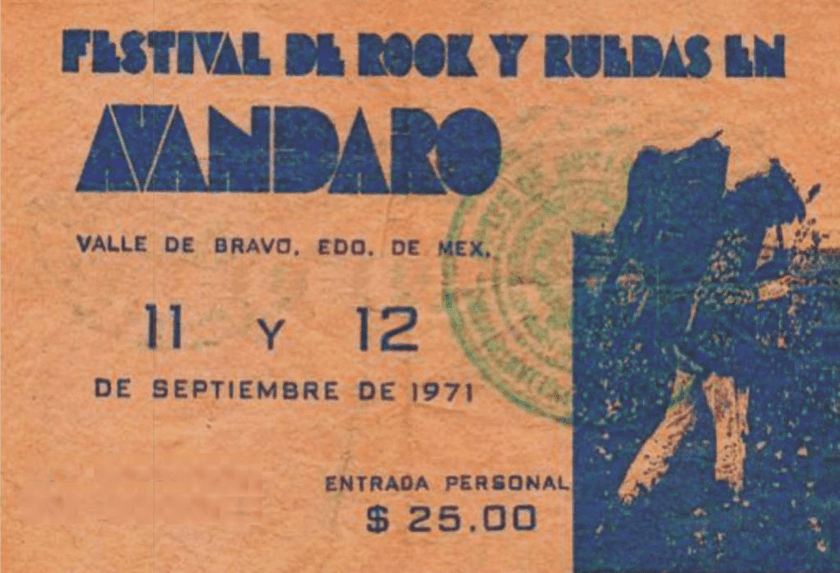 FESTIVAL DE ROCK Y RUEDAS EN
AVANDARO
VALLE DE BRAVO, EDO. DE MEX.
11 Y 12
DE SEPTIEMBRE DE 1971
ENTRADA PERSONAL
$ 25.00